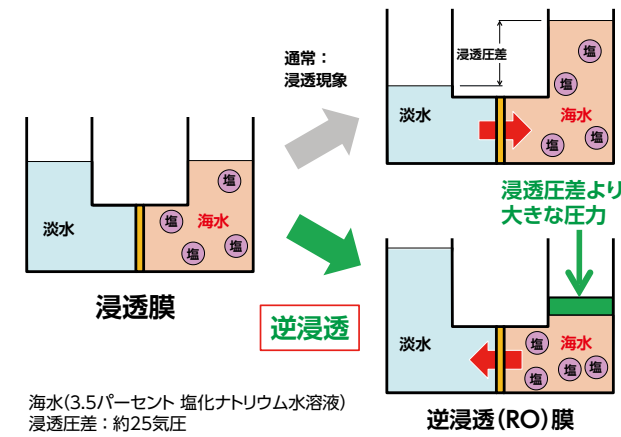 淡水
塩
海水
塩
塩
塩
浸透膜
通常：
浸透現象
浸透圧差
塩
塩
淡水
海水
塩
塩
逆浸透
浸透圧差より
大きな圧力
淡水
塩
海水
塩
塩
塩
逆浸透（RO）膜
海水(3.5パーセント 塩化ナトリウム水溶液)
浸透圧差：約25気圧